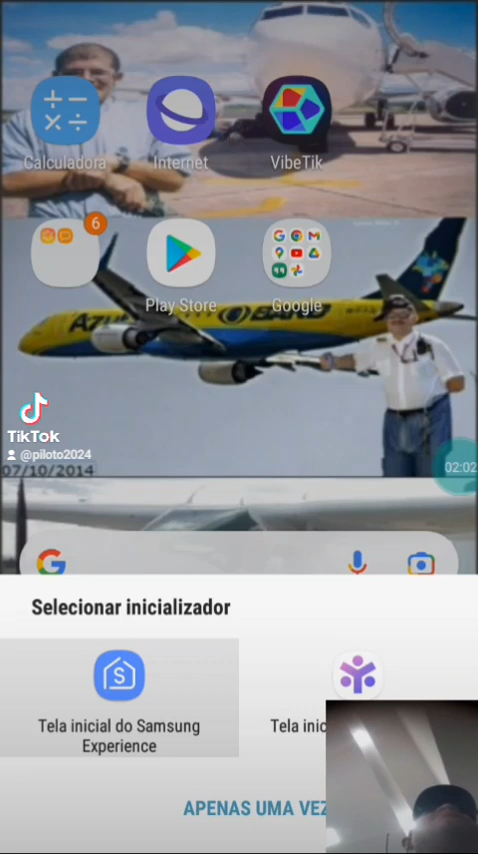 Calculadora
Internet
VibeTik
6
Play Store
Google
TikTok
@piloto2024
02:02
07/10/2014
Selecionar inicializador
Tela inicial do Samsung
Experience
Tela
APENAS UMA VEZ